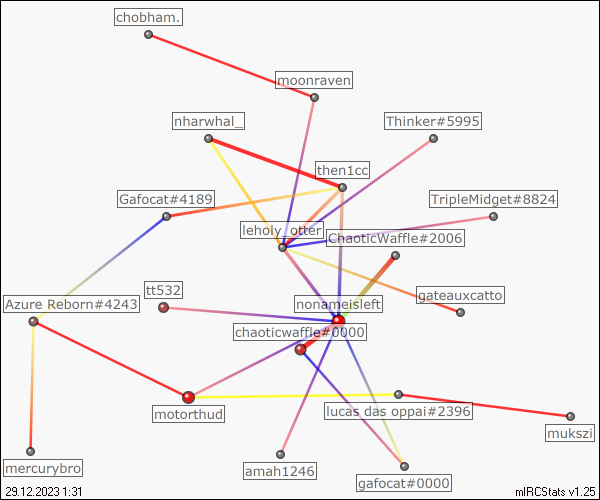 chobham.
moonraven
nharwhal_
Thinker#5995
then1cc
Gafocat#4189
TripleMidget#8824
leholy_otter
ChaoticWaffle#2006
tt532
Azure Reborn#4243
nonameisleft
gateauxcatto
chaoticwaffle#0000
motorthud
lucas das oppai#2396
mukszi
mercurybro
amah1246
gafocat#0000
29.12.2023 1:31
mIRCStats v1.25